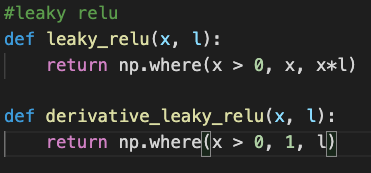 #leaky relu
def leaky_relu(x, l):
    return np.where(x > 0, x, x*l)

def derivative_leaky_relu(x, l):
    return np.where(x > 0, 1, l)